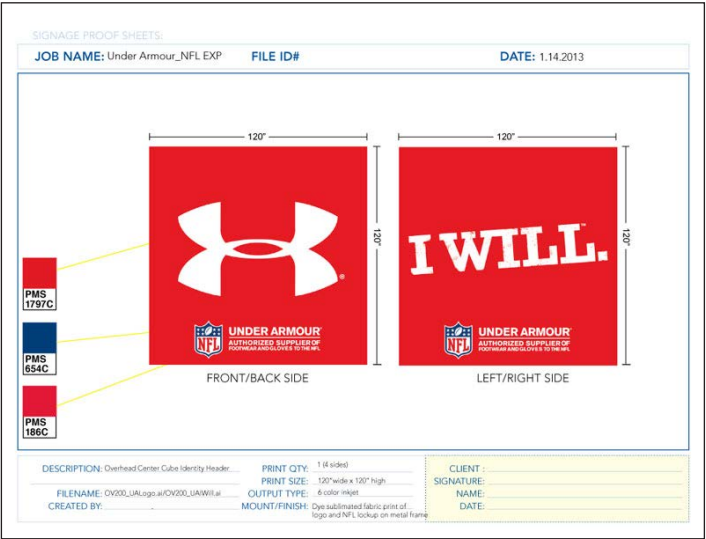 SIGNAGE PROOF SHEETS:
JOB NAME: Under Armour_NFL EXP FILE ID# DATE: 1.14.2013
120" 120"
120" 120"
I WILL.
PMS
1797C
PMS
654C
PMS
186C
NFL UNDER ARMOUR
AUTHORIZED SUPPLIER OF
FOOTWEAR AND GLOVES TO THE NFL
NFL UNDER ARMOUR
AUTHORIZED SUPPLIER OF
FOOTWEAR AND GLOVES TO THE NFL
FRONT/BACK SIDE LEFT/RIGHT SIDE
DESCRIPTION: Overhead Center Cube Identity Header
FILENAME: OV200_UALogo.ai/OV200_UAIWill.ai
CREATED BY:
PRINT QTY: 1 (4 sides)
PRINT SIZE: 120"wide x 120" high
OUTPUT TYPE: 6 color inkjet
MOUNT/FINISH: Dye sublimated fabric print of
logo and NFL lockup on metal frame
CLIENT :
SIGNATURE:
NAME:
DATE: